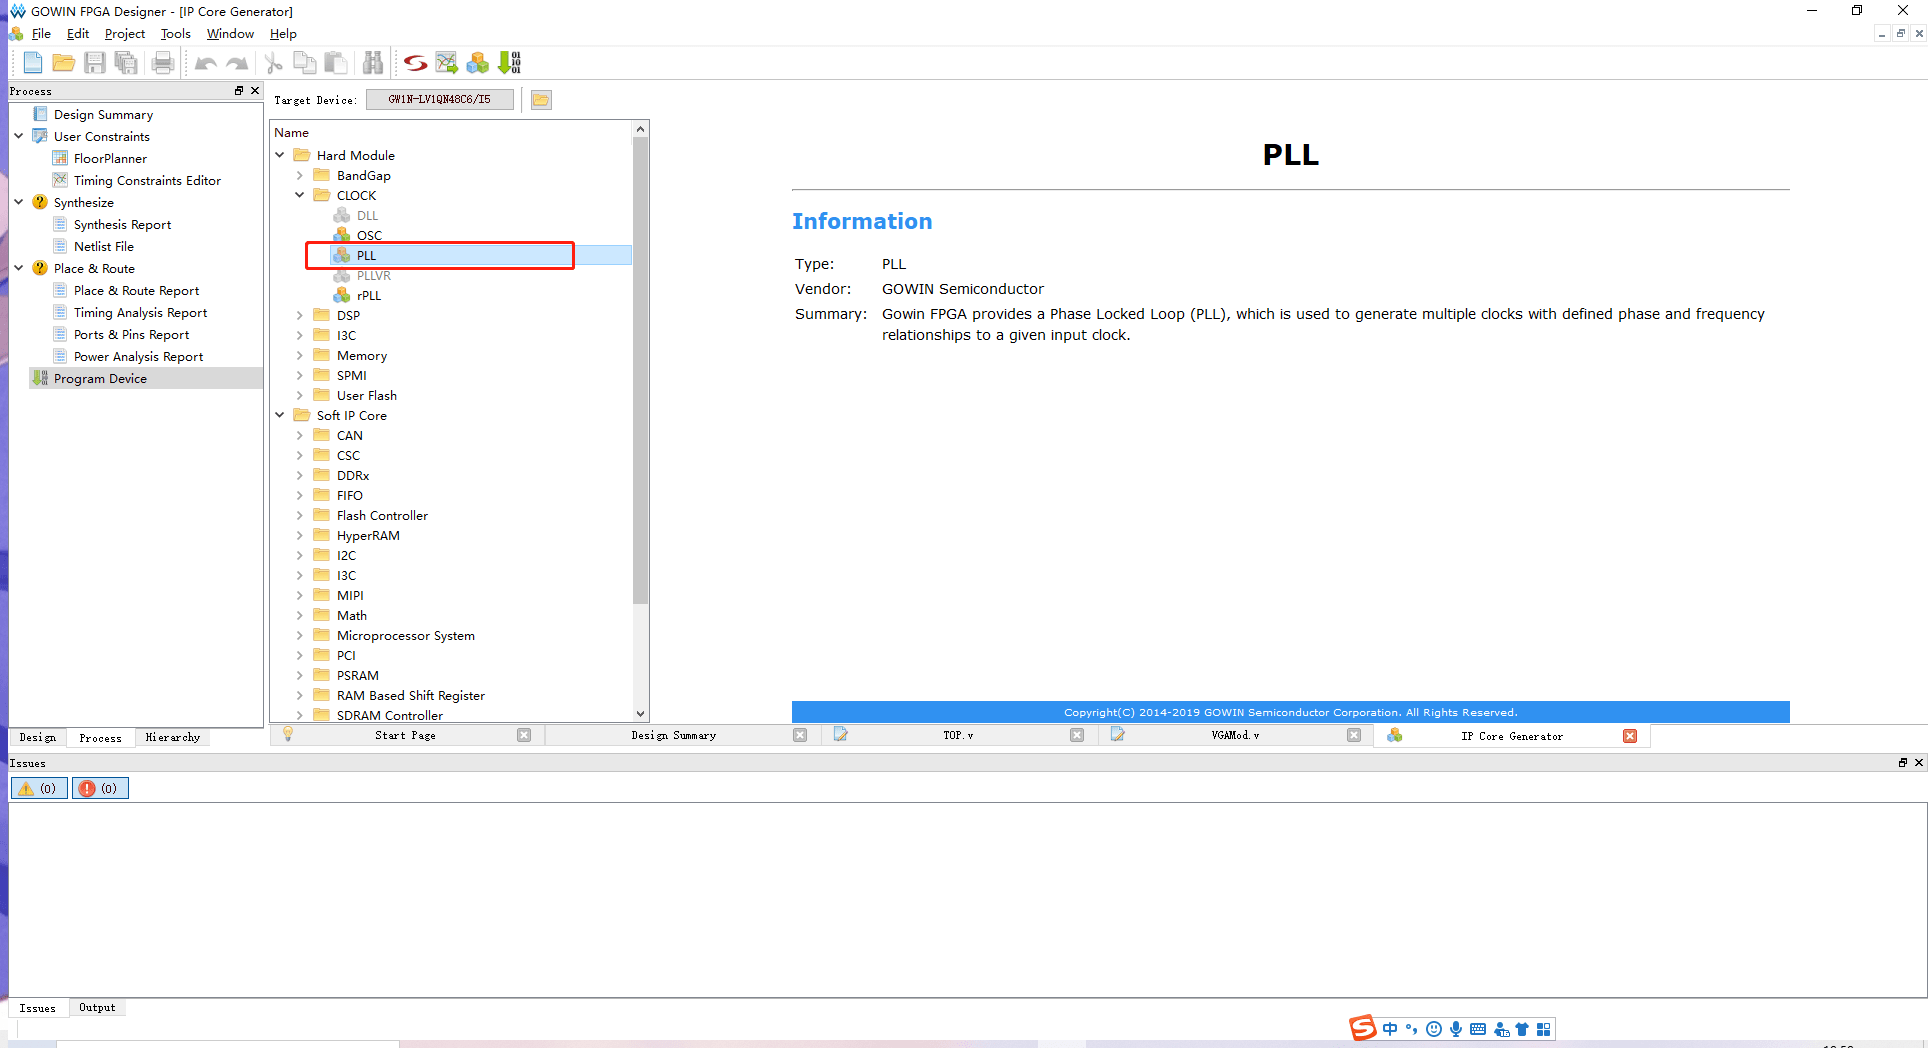 GOWIN FPGA Designer - [IP Core Generator]
File Edit Project Tools Window Help
Process
Design Summary
User Constraints
FloorPlanner
Timing Constraints Editor
Synthesize
Synthesis Report
Netlist File
Place & Route
Place & Route Report
Timing Analysis Report
Ports & Pins Report
Power Analysis Report
Program Device
Design Process Hierarchy
Target Device: GW1N-LV1QN48C6/I5
Name
Hard Module
BandGap
CLOCK
DLL
OSC
PLL
PLLVR
rPLL
DSP
I3C
Memory
SPMI
User Flash
Soft IP Core
CAN
CSC
DDRx
FIFO
Flash Controller
HyperRAM
I2C
I3C
MIPI
Math
Microprocessor System
PCI
PSRAM
RAM Based Shift Register
SDRAM Controller
PLL
Information
Type: PLL
Vendor: GOWIN Semiconductor
Summary: Gowin FPGA provides a Phase Locked Loop (PLL), which is used to generate multiple clocks with defined phase and frequency
relationships to a given input clock.
Copyright(C) 2014-2019 GOWIN Semiconductor Corporation. All Rights Reserved.
Start Page Design Summary TOP.v VGAMod.v IP Core Generator
Issues
(0) (0)
Issues Output
中